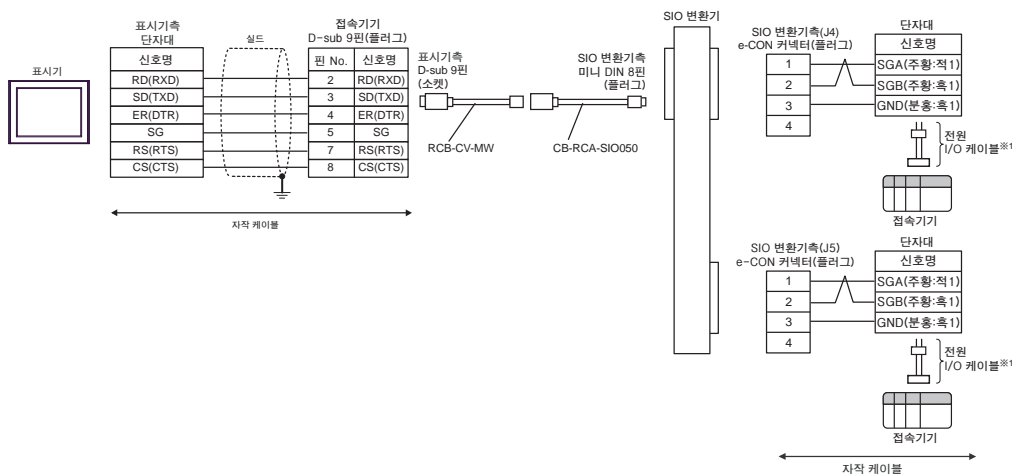 표시기
표시기측
단자대
신호명
RD(RXD)
SD(TXD)
ER(DTR)
SG
RS(RTS)
CS(CTS)
실드
접속기기
D-sub 9핀(플러그)
핀 No. 신호명
2 RD(RXD)
3 SD(TXD)
4 ER(DTR)
5 SG
7 RS(RTS)
8 CS(CTS)
자작 케이블
표시기측
D-sub 9핀
(소켓)
RCB-CV-MW
SIO 변환기측
미니 DIN 8핀
(플러그)
CB-RCA-SIO050
SIO 변환기
SIO 변환기측(J4)
e-CON 커넥터(플러그)
1
2
3
4
단자대
신호명
SGA(주황:적1)
SGB(주황:흑1)
GND(분홍:흑1)
전원
I/O 케이블※1
접속기기
SIO 변환기측(J5)
e-CON 커넥터(플러그)
1
2
3
4
단자대
신호명
SGA(주황:적1)
SGB(주황:흑1)
GND(분홍:흑1)
전원
I/O 케이블※1
접속기기
자작 케이블